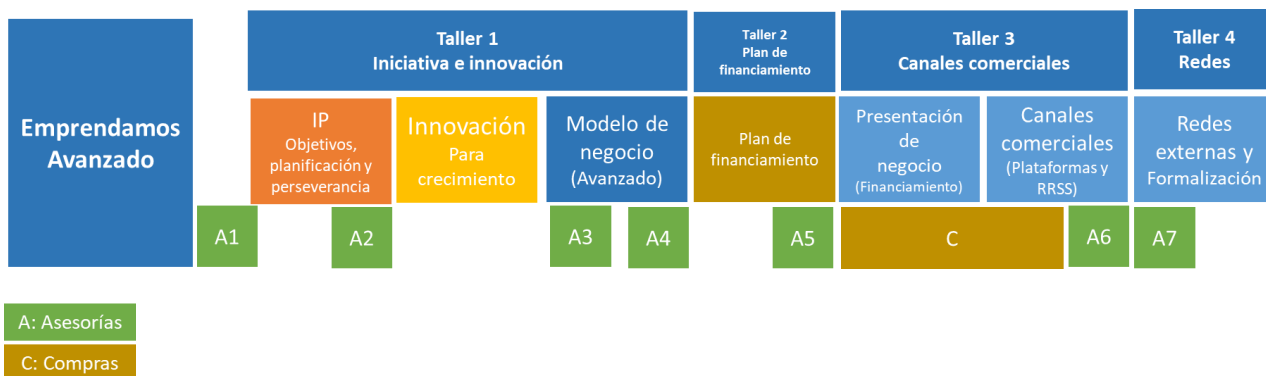 Emprendamos
Avanzado
Taller 1
Iniciativa e innovación
Taller 2
Plan de
financiamiento
Taller 3
Canales comerciales
Taller 4
Redes
IP
Objetivos,
planificación y
perseverancia
Innovación
Para
crecimiento
Modelo de
negocio
(Avanzado)
Plan de
financiamiento
Presentación
de
negocio
(Financiamiento)
Canales
comerciales
(Plataformas y
RRSS)
Redes
externas y
Formalización
A1
A2
A3
A4
A5
C
A6
A7
A: Asesorías
C: Compras